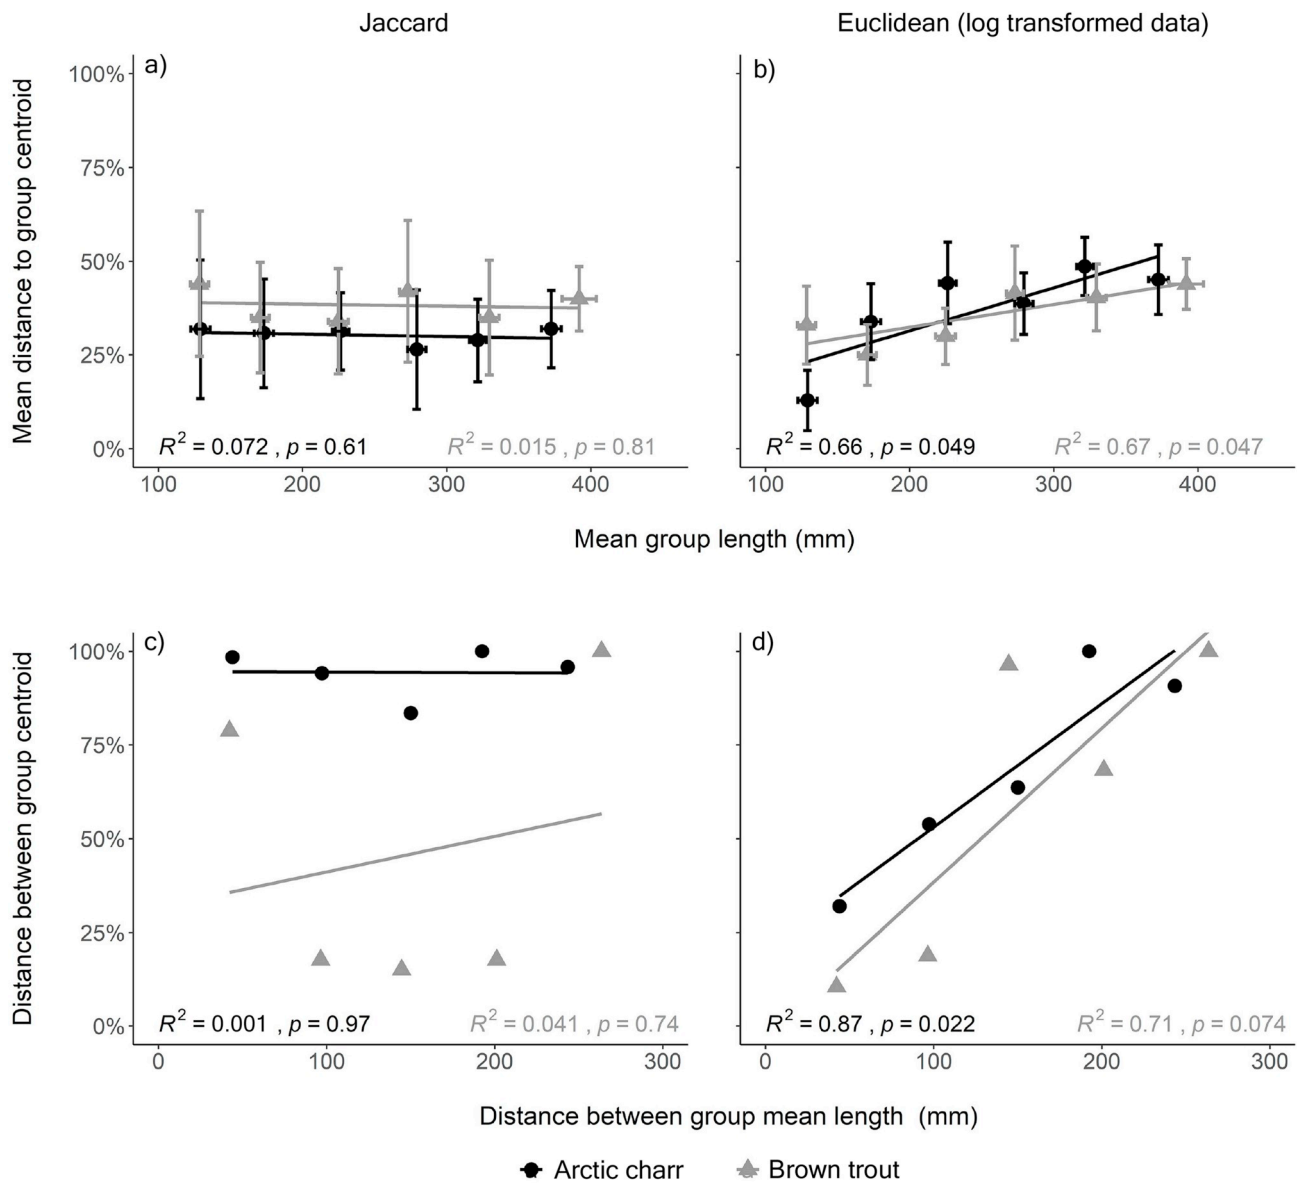 Jaccard
Euclidean (log transformed data)
Mean distance to group centroid
a)
100%
75%
50%
25%
0%
R² = 0.072 , p = 0.61
R² = 0.015 , p = 0.81
100
200
300
400
b)
R² = 0.66 , p = 0.049
R² = 0.67 , p = 0.047
100
200
300
400
Mean group length (mm)
Distance between group centroid
c)
100%
75%
50%
25%
0%
R² = 0.001 , p = 0.97
R² = 0.041 , p = 0.74
0
100
200
300
d)
R² = 0.87 , p = 0.022
R² = 0.71 , p = 0.074
0
100
200
300
Distance between group mean length (mm)
Arctic charr
Brown trout